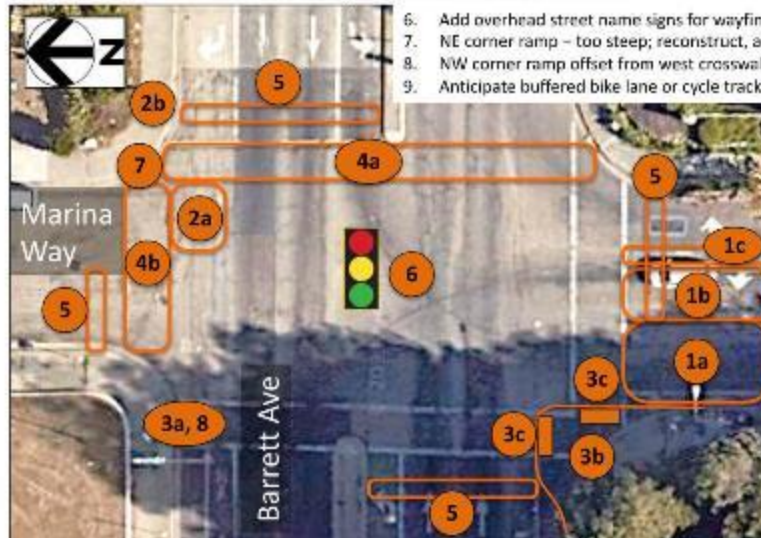 6. Add overhead street name signs for wayfin
7. NE corner ramp – too steep; reconstruct, a
8. NW corner ramp offset from west crosswal
9. Anticipate buffered bike lane or cycle track
N
5
2b
7
4a
5
Marina
Way
2a
1c
4b
6
1b
5
1a
3c
3a, 8
3c
3b
Barrett Ave
5